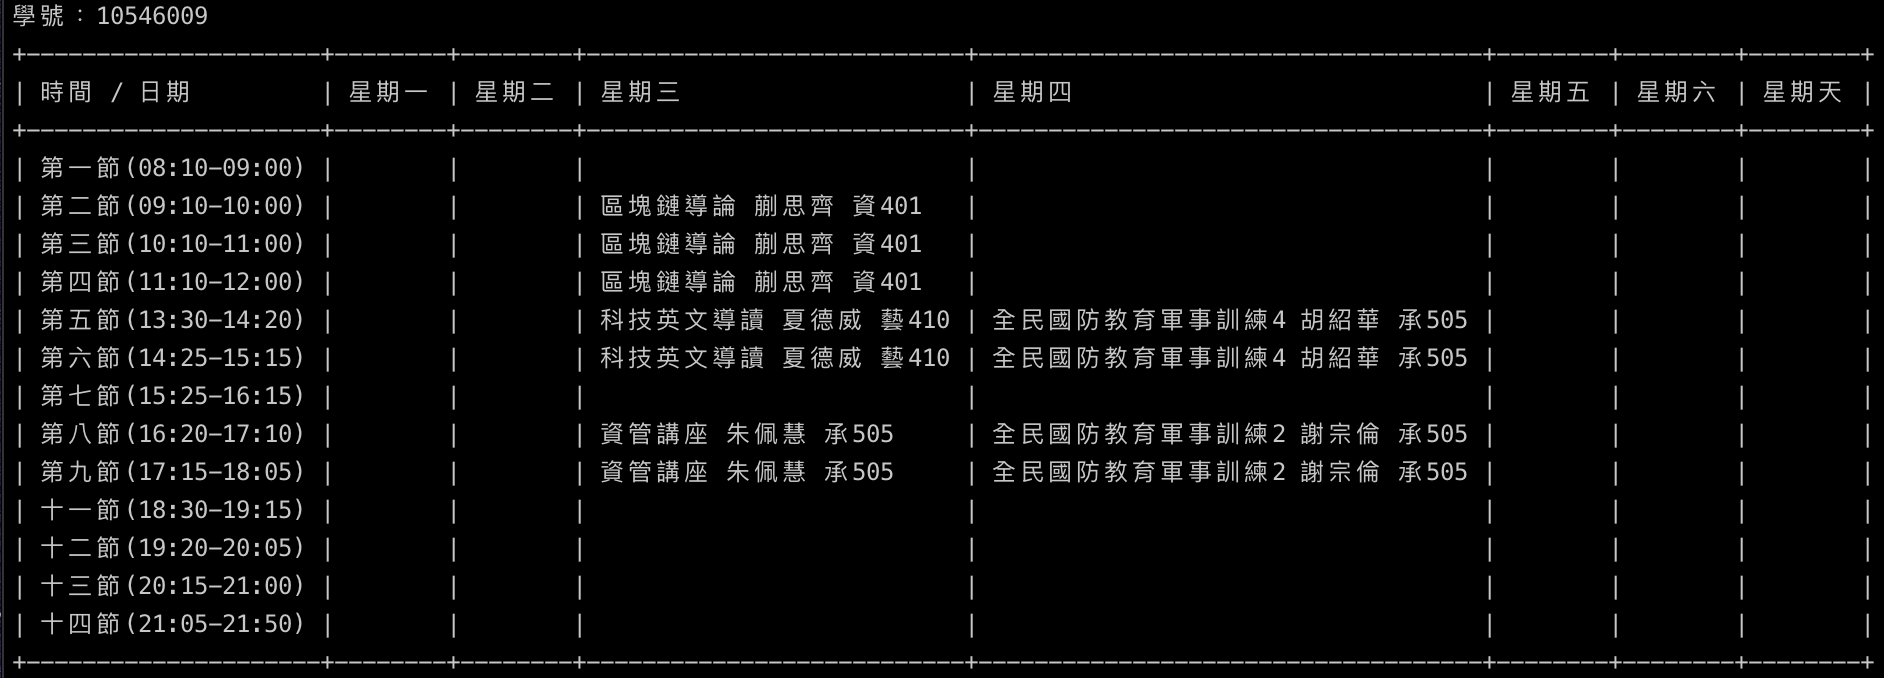 學號：10546009
| 時間 / 日期 | 星期一 | 星期二 | 星期三 | 星期四 | 星期五 | 星期六 | 星期天 |
| 第一節(08:10-09:00) | | | | | | | |
| 第二節(09:10-10:00) | | | 區塊鏈導論 蒯思齊 資401 | | | | |
| 第三節(10:10-11:00) | | | 區塊鏈導論 蒯思齊 資401 | | | | |
| 第四節(11:10-12:00) | | | 區塊鏈導論 蒯思齊 資401 | | | | |
| 第五節(13:30-14:20) | | | 科技英文導讀 夏德威 藝410 | 全民國防教育軍事訓練4 胡紹華 承505 | | | |
| 第六節(14:25-15:15) | | | 科技英文導讀 夏德威 藝410 | 全民國防教育軍事訓練4 胡紹華 承505 | | | |
| 第七節(15:25-16:15) | | | | | | | |
| 第八節(16:20-17:10) | | | 資管講座 朱佩慧 承505 | 全民國防教育軍事訓練2 謝宗倫 承505 | | | |
| 第九節(17:15-18:05) | | | 資管講座 朱佩慧 承505 | 全民國防教育軍事訓練2 謝宗倫 承505 | | | |
| 十一節(18:30-19:15) | | | | | | | |
| 十二節(19:20-20:05) | | | | | | | |
| 十三節(20:15-21:00) | | | | | | | |
| 十四節(21:05-21:50) | | | | | | | |